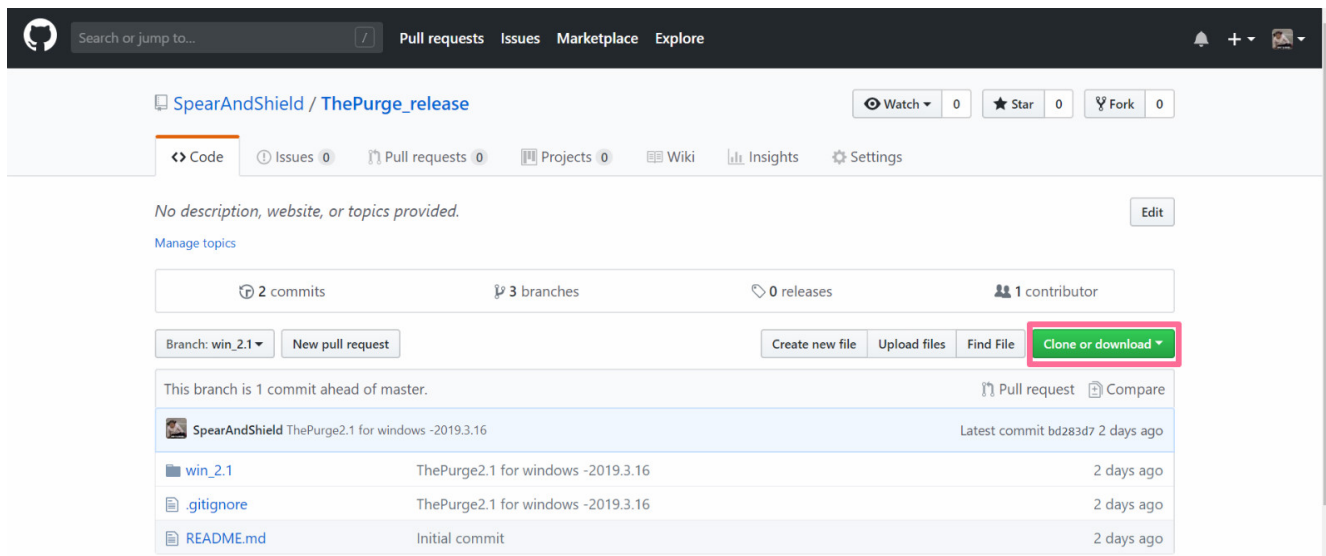 Search or jump to... / Pull requests Issues Marketplace Explore
SpearAndShield / ThePurge_release Watch 0 Star 0 Fork 0
Code Issues 0 Pull requests 0 Projects 0 Wiki Insights Settings
No description, website, or topics provided. Edit
Manage topics
2 commits 3 branches 0 releases 1 contributor
Branch: win_2.1 New pull request Create new file Upload files Find File Clone or download
This branch is 1 commit ahead of master. Pull request Compare
SpearAndShield ThePurge2.1 for windows -2019.3.16 Latest commit bd283d7 2 days ago
win_2.1 ThePurge2.1 for windows -2019.3.16 2 days ago
.gitignore ThePurge2.1 for windows -2019.3.16 2 days ago
README.md Initial commit 2 days ago